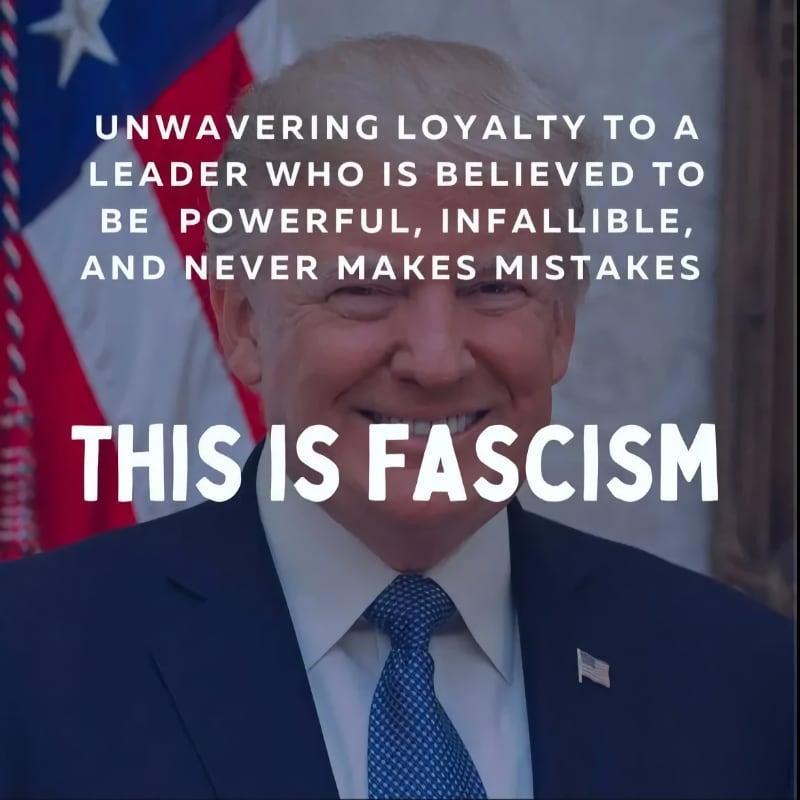 UNWAVERING LOYALTY TO A
LEADER WHO IS BELIEVED TO
BE POWERFUL, INFALLIBLE,
AND NEVER MAKES MISTAKES
THIS IS FASCISM